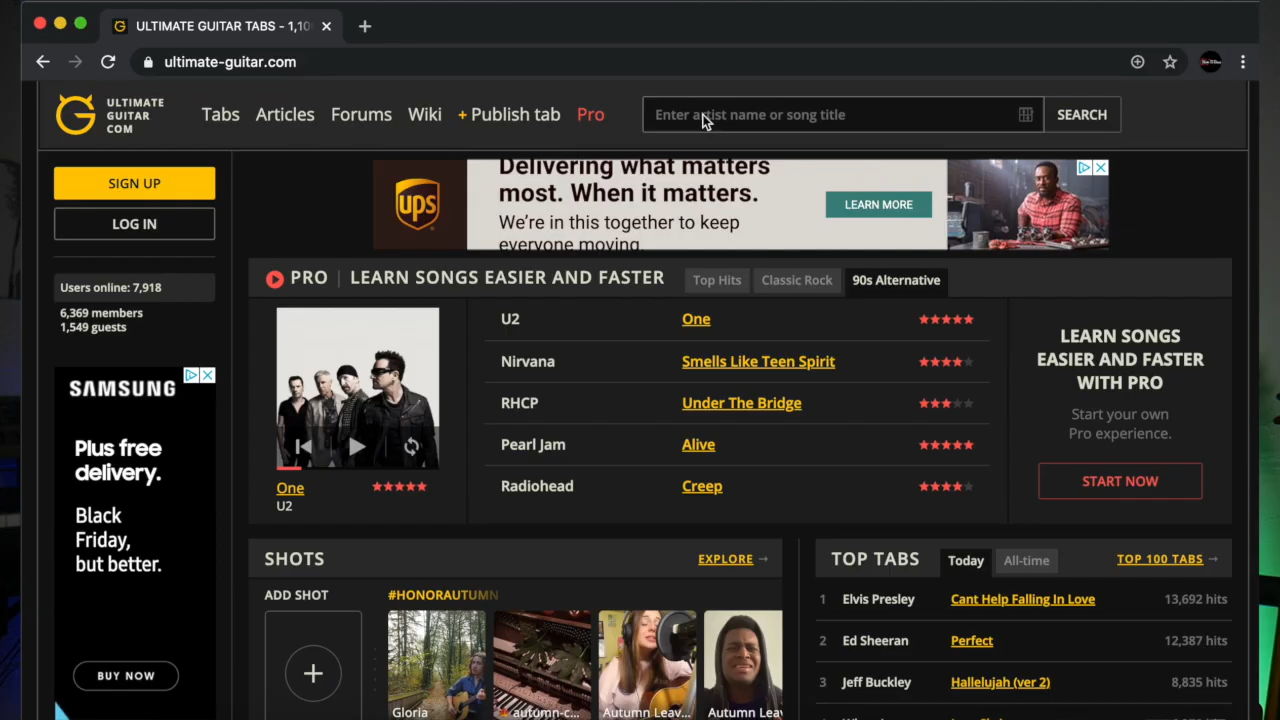 ULTIMATE GUITAR TABS - 1,10
ultimate-guitar.com
ULTIMATE
GUITAR
COM
Tabs Articles Forums Wiki + Publish tab Pro
Enter artist name or song title
SEARCH
SIGN UP
LOG IN
Users online: 7,918
6,369 members
1,549 guests
SAMSUNG
Plus free
delivery.
Black
Friday,
but better.
BUY NOW
ups
Delivering what matters
most. When it matters.
We're in this together to keep
everyone moving
LEARN MORE
PRO | LEARN SONGS EASIER AND FASTER
Top Hits Classic Rock 90s Alternative
One
U2
U2 One
Nirvana Smells Like Teen Spirit
RHCP Under The Bridge
Pearl Jam Alive
Radiohead Creep
LEARN SONGS
EASIER AND FASTER
WITH PRO
Start your own
Pro experience.
START NOW
SHOTS EXPLORE →
ADD SHOT #HONORAUTUMN
+
Gloria autumn-c... Autumn Leav... Autumn Lea
TOP TABS Today All-time TOP 100 TABS →
1 Elvis Presley Cant Help Falling In Love 13,692 hits
2 Ed Sheeran Perfect 12,387 hits
3 Jeff Buckley Hallelujah (ver 2) 8,835 hits